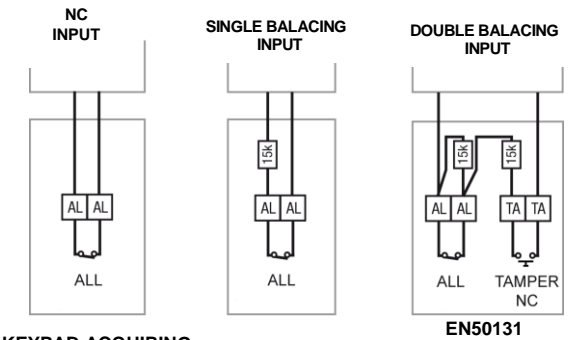 NC
INPUT
SINGLE BALACING
INPUT
DOUBLE BALACING
INPUT
15k
15k
15k
AL AL
AL AL
AL AL
TA TA
ALL
ALL
ALL
TAMPER
NC
EN50131
KEYPAD ACQUIRING